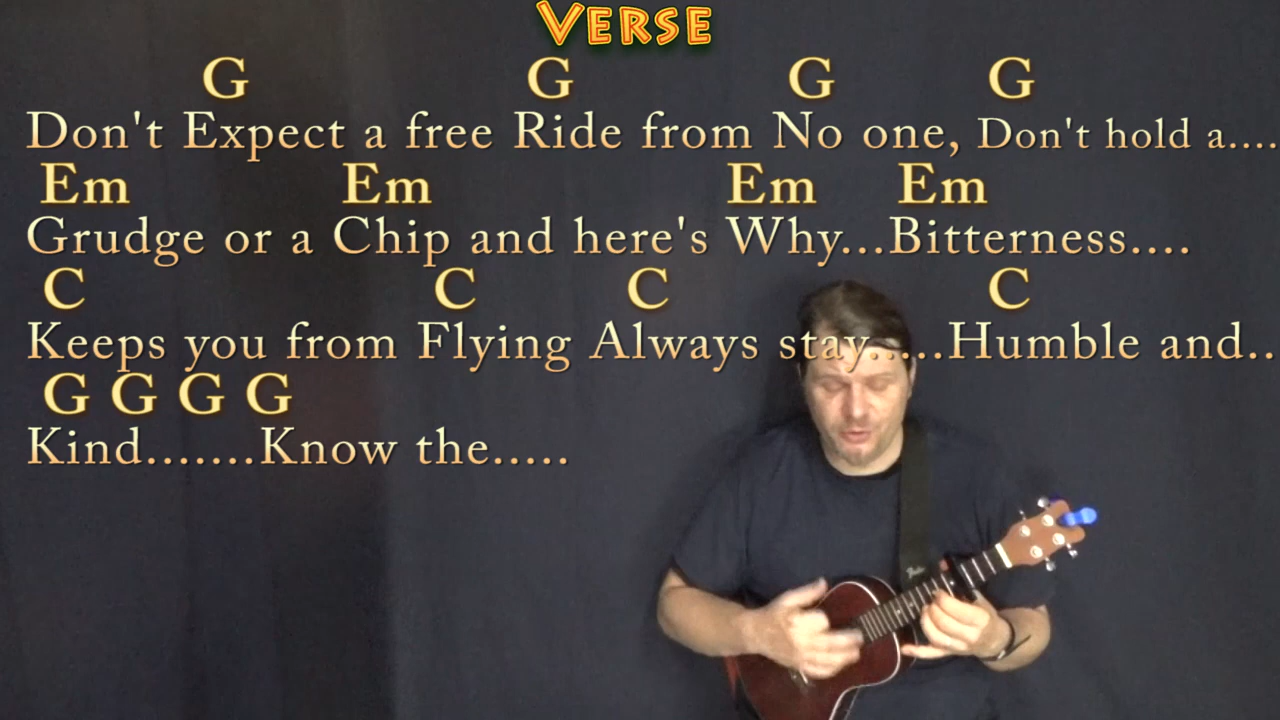 VERSE
G G G G
Don't Expect a free Ride from No one, Don't hold a....
Em Em Em Em
Grudge or a Chip and here's Why...Bitterness....
C C C C
Keeps you from Flying Always stay.....Humble and..
G G G G
Kind.......Know the.....